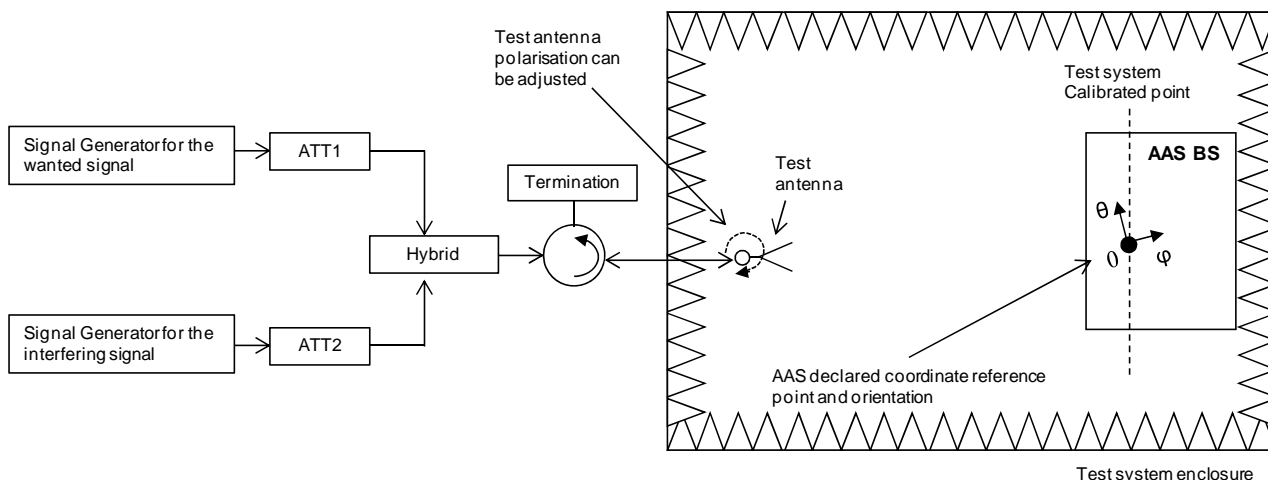 Signal Generator for the
wanted signal
ATT1
Signal Generator for the
interfering signal
ATT2
Hybrid
Termination
Test antenna
polarisation can
be adjusted
Test
antenna
Test system
Calibrated point
AAS BS
θ
0
φ
AAS declared coordinate reference
point and orientation
Test system enclosure